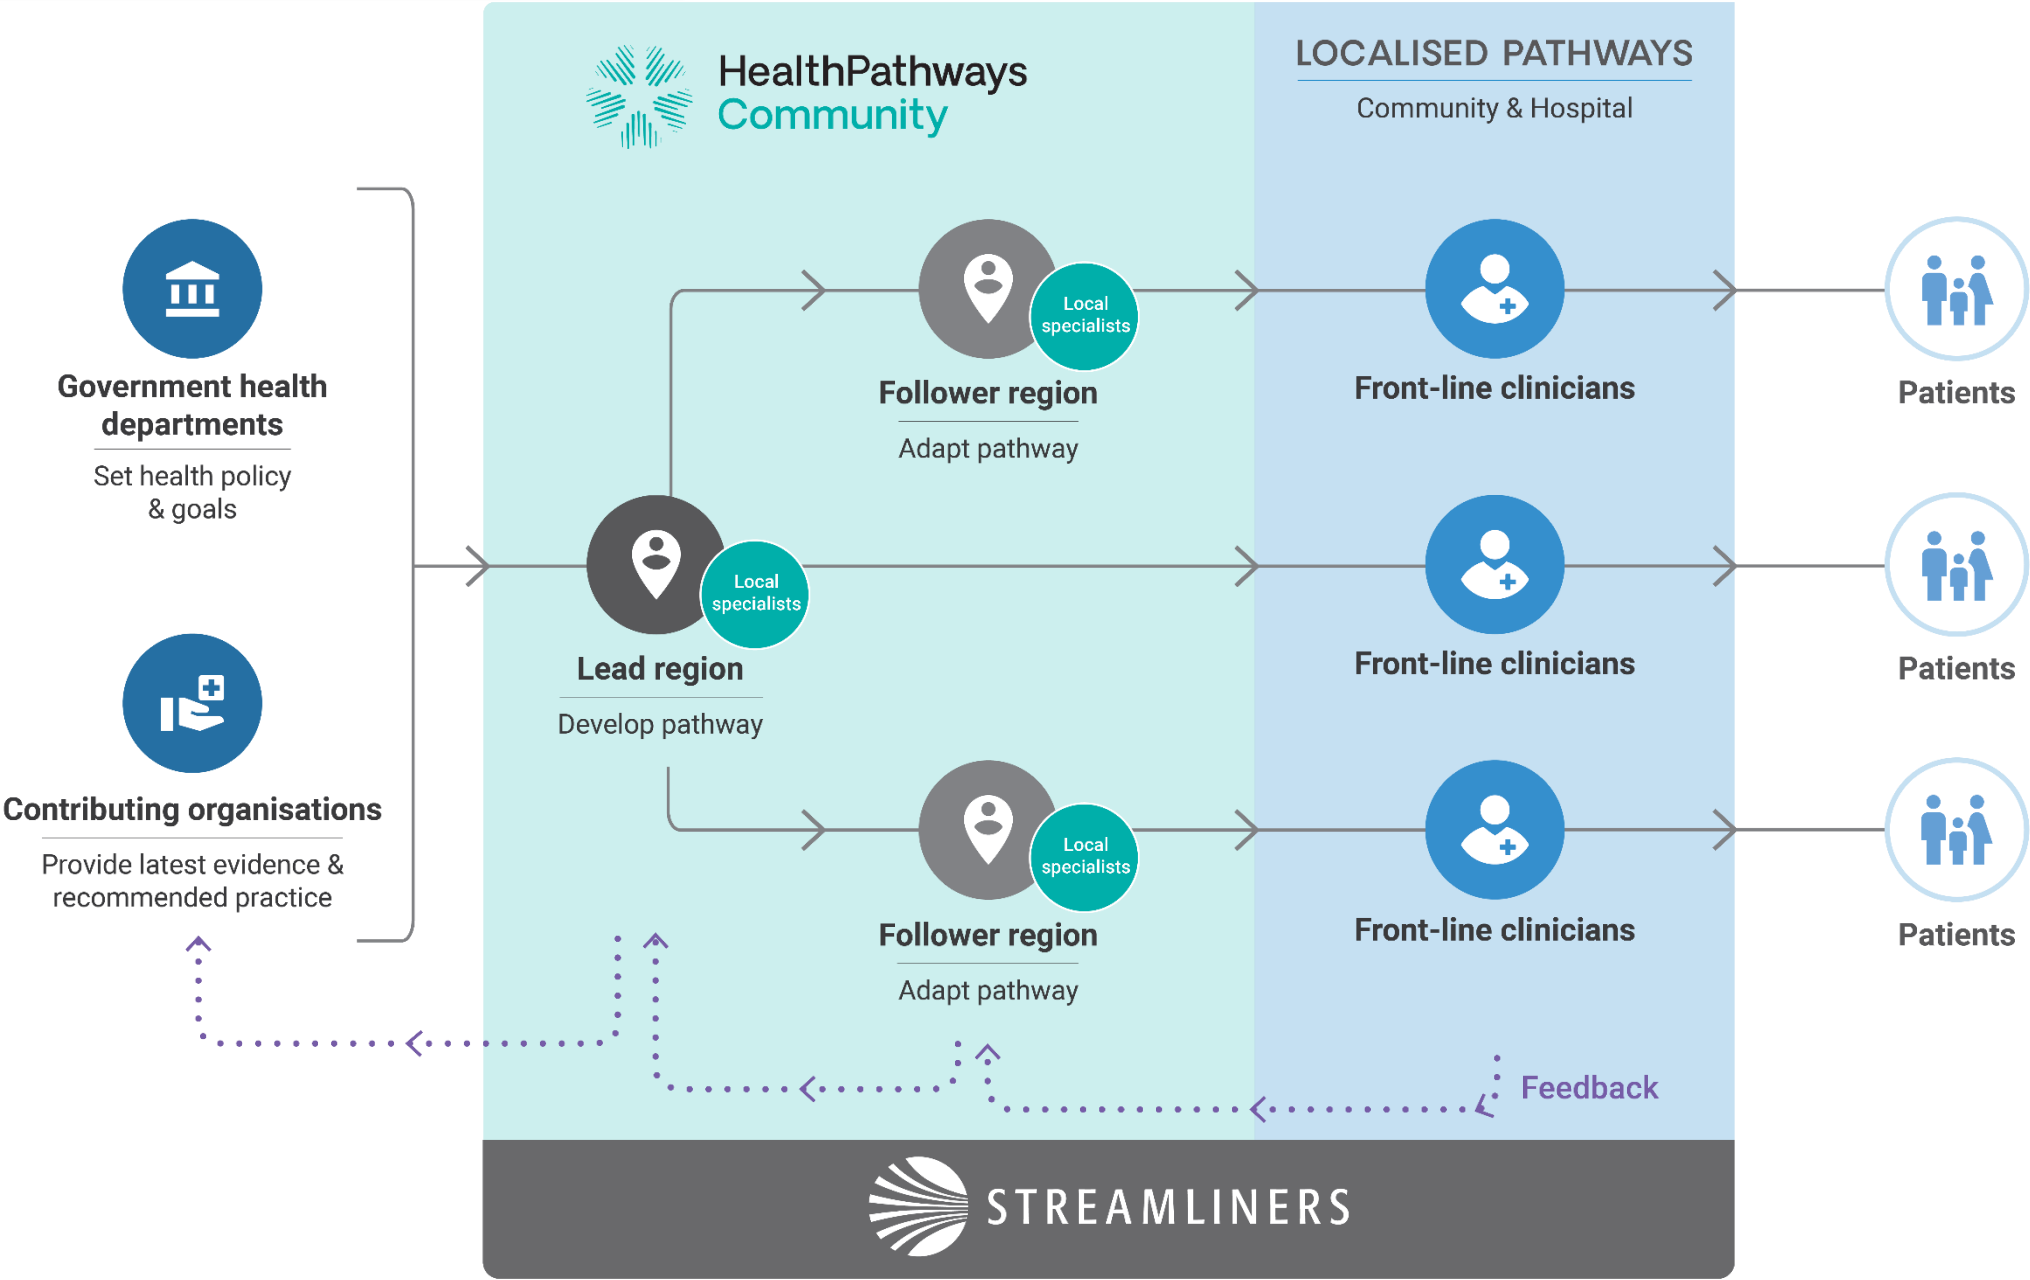 HealthPathways
Community
LOCALISED PATHWAYS
Community & Hospital
Government health
departments
Set health policy
& goals
Contributing organisations
Provide latest evidence &
recommended practice
Local
specialists
Lead region
Develop pathway
Local
specialists
Follower region
Adapt pathway
Local
specialists
Follower region
Adapt pathway
Front-line clinicians
Front-line clinicians
Front-line clinicians
Patients
Patients
Patients
Feedback
STREAMLINERS